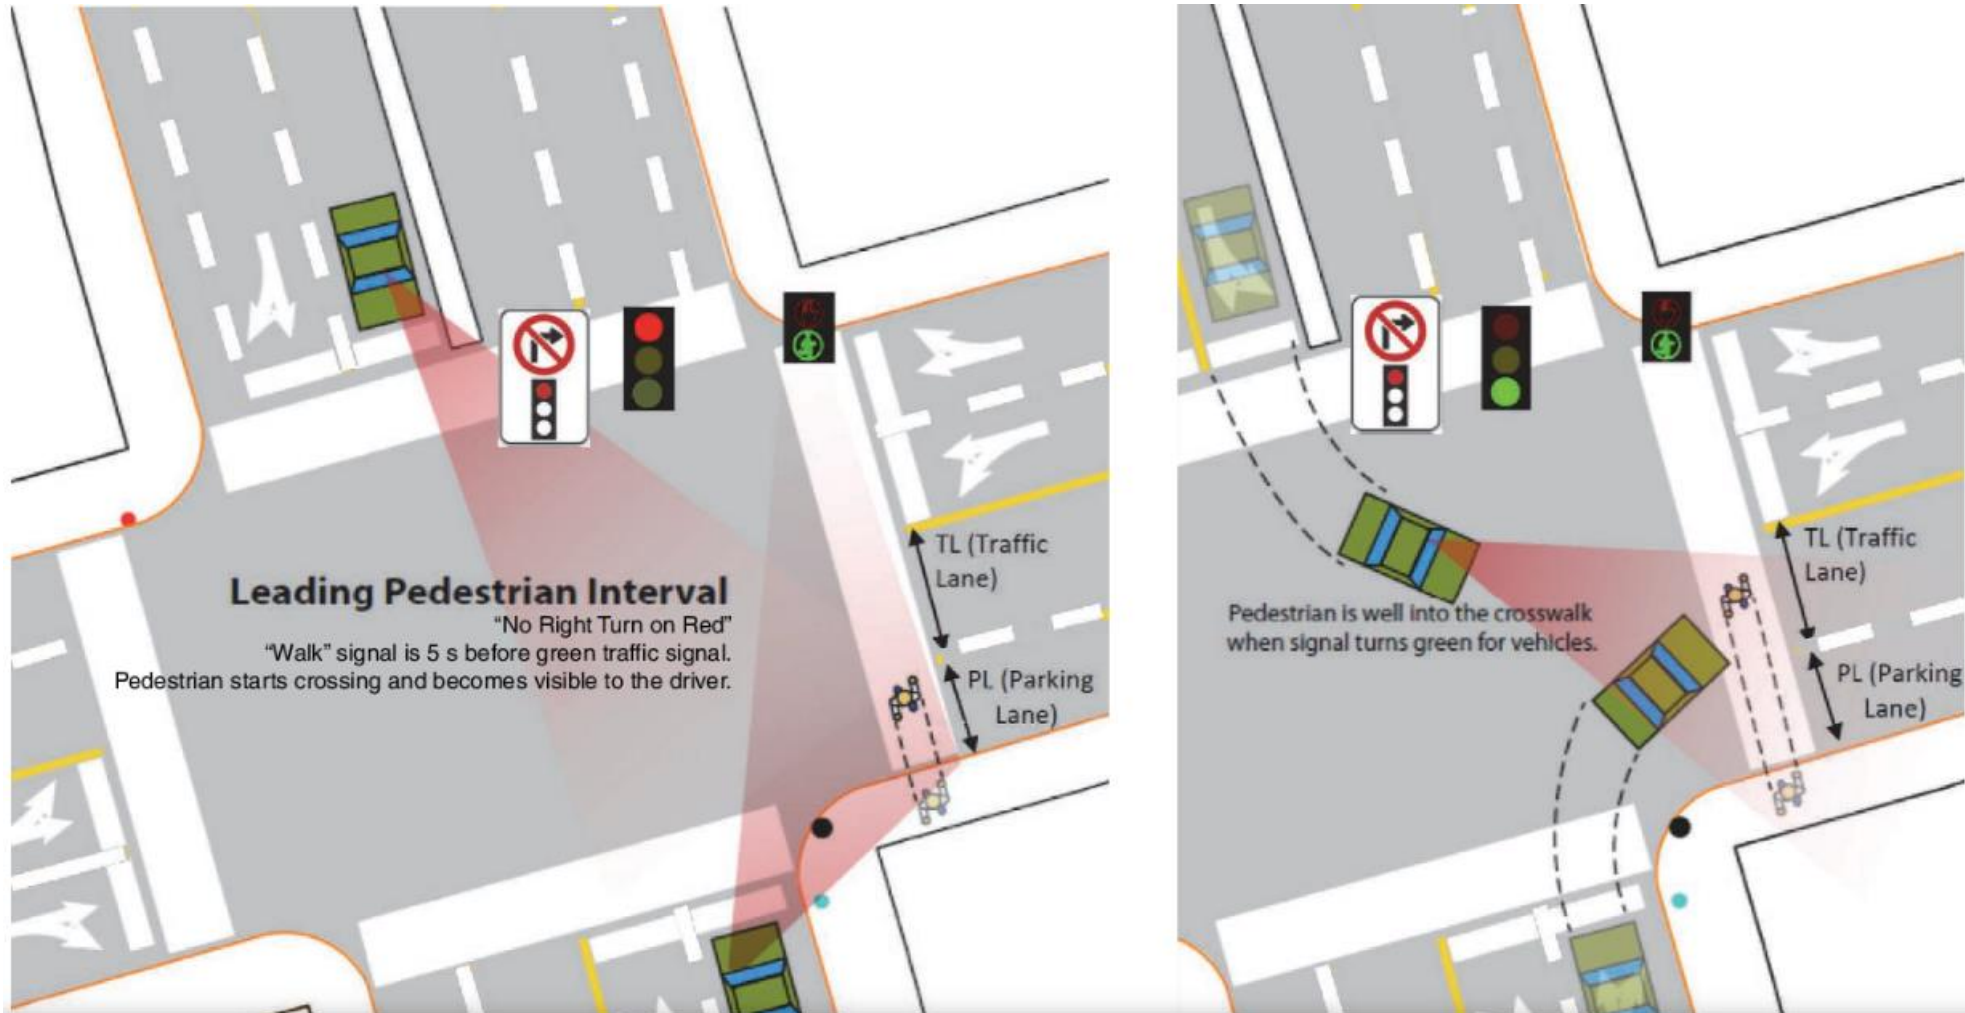 Leading Pedestrian Interval
“No Right Turn on Red”
“Walk” signal is 5 s before green traffic signal.
Pedestrian starts crossing and becomes visible to the driver.
TL (Traffic
Lane)
PL (Parking
Lane)
Pedestrian is well into the crosswalk
when signal turns green for vehicles.
TL (Traffic
Lane)
PL (Parking
Lane)